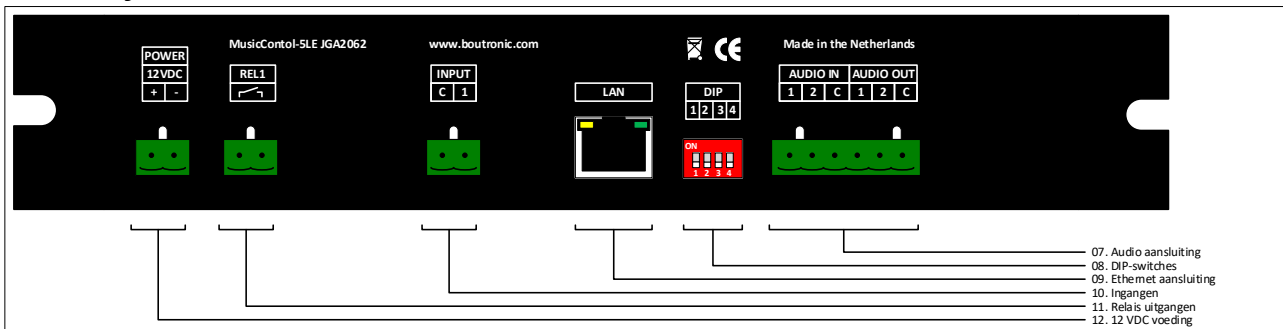 MusicContol-5LE JGA2062
www.boutronic.com
Made in the Netherlands
POWER
12VDC
+ -
REL1
INPUT
C 1
LAN
DIP
1 2 3 4
AUDIO IN AUDIO OUT
1 2 C 1 2 C
ON
1 2 3 4
07. Audio aansluiting
08. DIP-switches
09. Ethernet aansluiting
10. Ingangen
11. Relais uitgangen
12. 12 VDC voeding